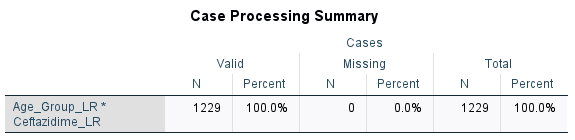 Case Processing Summary
Cases
Valid Missing Total
N Percent N Percent N Percent
Age_Group_LR * 1229 100.0% 0 0.0% 1229 100.0%
Ceftazidime_LR